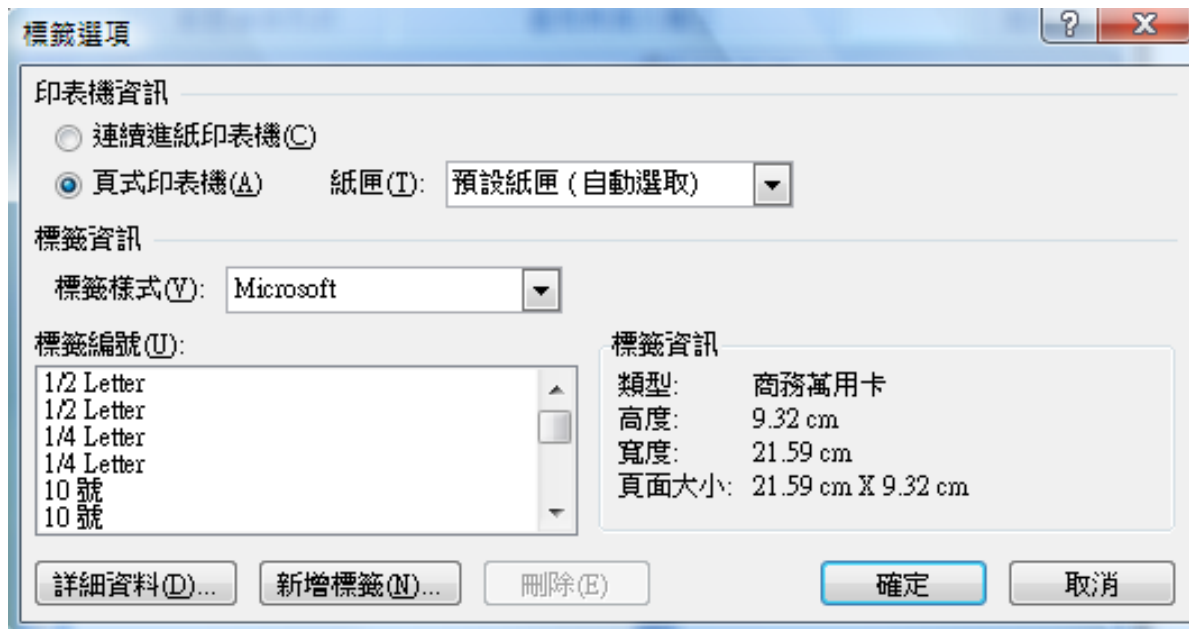 標籤選項
印表機資訊
連續進紙印表機(C)
頁式印表機(A) 紙匣(T): 預設紙匣 ( 自動選取)
標籤資訊
標籤樣式(V): Microsoft
標籤編號(U):
1/2 Letter
1/2 Letter
1/4 Letter
1/4 Letter
10 號
10 號
標籤資訊
類型: 商務萬用卡
高度: 9.32 cm
寬度: 21.59 cm
頁面大小: 21.59 cm X 9.32 cm
詳細資料(D)... 新增標籤(N)... 刪除(E) 確定 取消